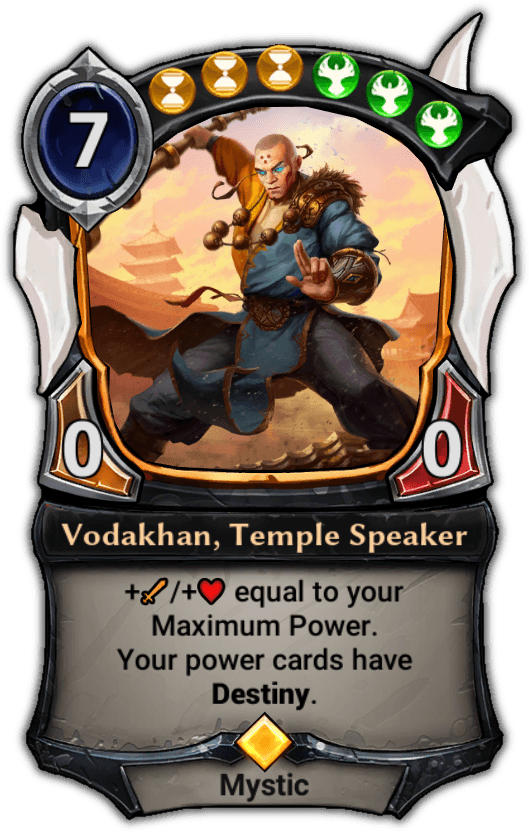 7
0
0
Vodakhan, Temple Speaker
+/+ equal to your
Maximum Power.
Your power cards have
Destiny.
Mystic